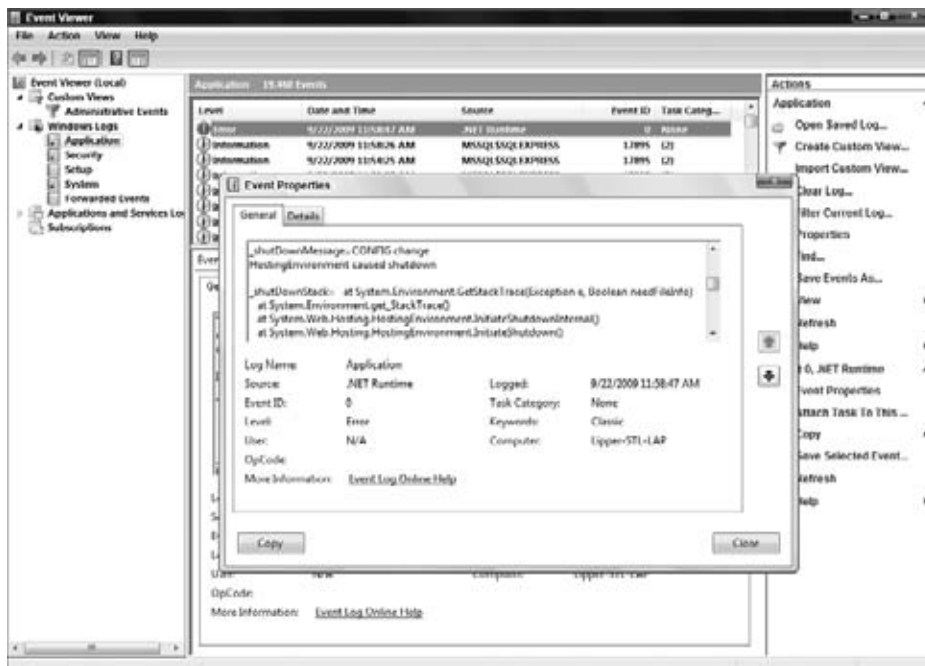 Event Viewer
File Action View Help
Event Viewer (Local)
Custom Views
Administrative Events
Windows Logs
Application
Security
Setup
System
Forwarded Events
Applications and Services Lo
Subscriptions
Application
Events
Level Date and Time Source Event ID Task Categ...
Error 9/22/2009 11:58:47 AM .NET Runtime 0 None
Information 9/22/2009 11:58:26 AM MSSQL$SQLEXPRESS 17895 (2)
Information 9/22/2009 11:54:25 AM MSSQL$SQLEXPRESS 17895 (2)
Event Properties
General Details
_shutDownMessage=CONFIG change
HostingEnvironment caused shutdown
_shutDownStack= at System.Environment.GetStackTrace(Exception e, Boolean needFileInfo)
at System.Environment.get_StackTrace()
at System.Web.Hosting.HostingEnvironment.InitiateShutdownInternal()
at System.Web.Hosting.HostingEnvironment.InitiateShutdown()
Log Name: Application
Source: .NET Runtime Logged: 9/22/2009 11:58:47 AM
Event ID: 0 Task Category: None
Level: Error Keywords: Classic
User: N/A Computer: Lipper-STL-LAP
OpCode:
More Information: Event Log Online Help
Copy Close
OpCode:
More Information: Event Log Online Help
Actions
Application
Open Saved Log...
Create Custom View...
Import Custom View...
Clear Log...
Filter Current Log...
Properties
Find...
Save Events As...
View
Refresh
Help
t 0, .NET Runtime
Event Properties
Attach Task To This ...
Copy
Save Selected Event...
Refresh
Help